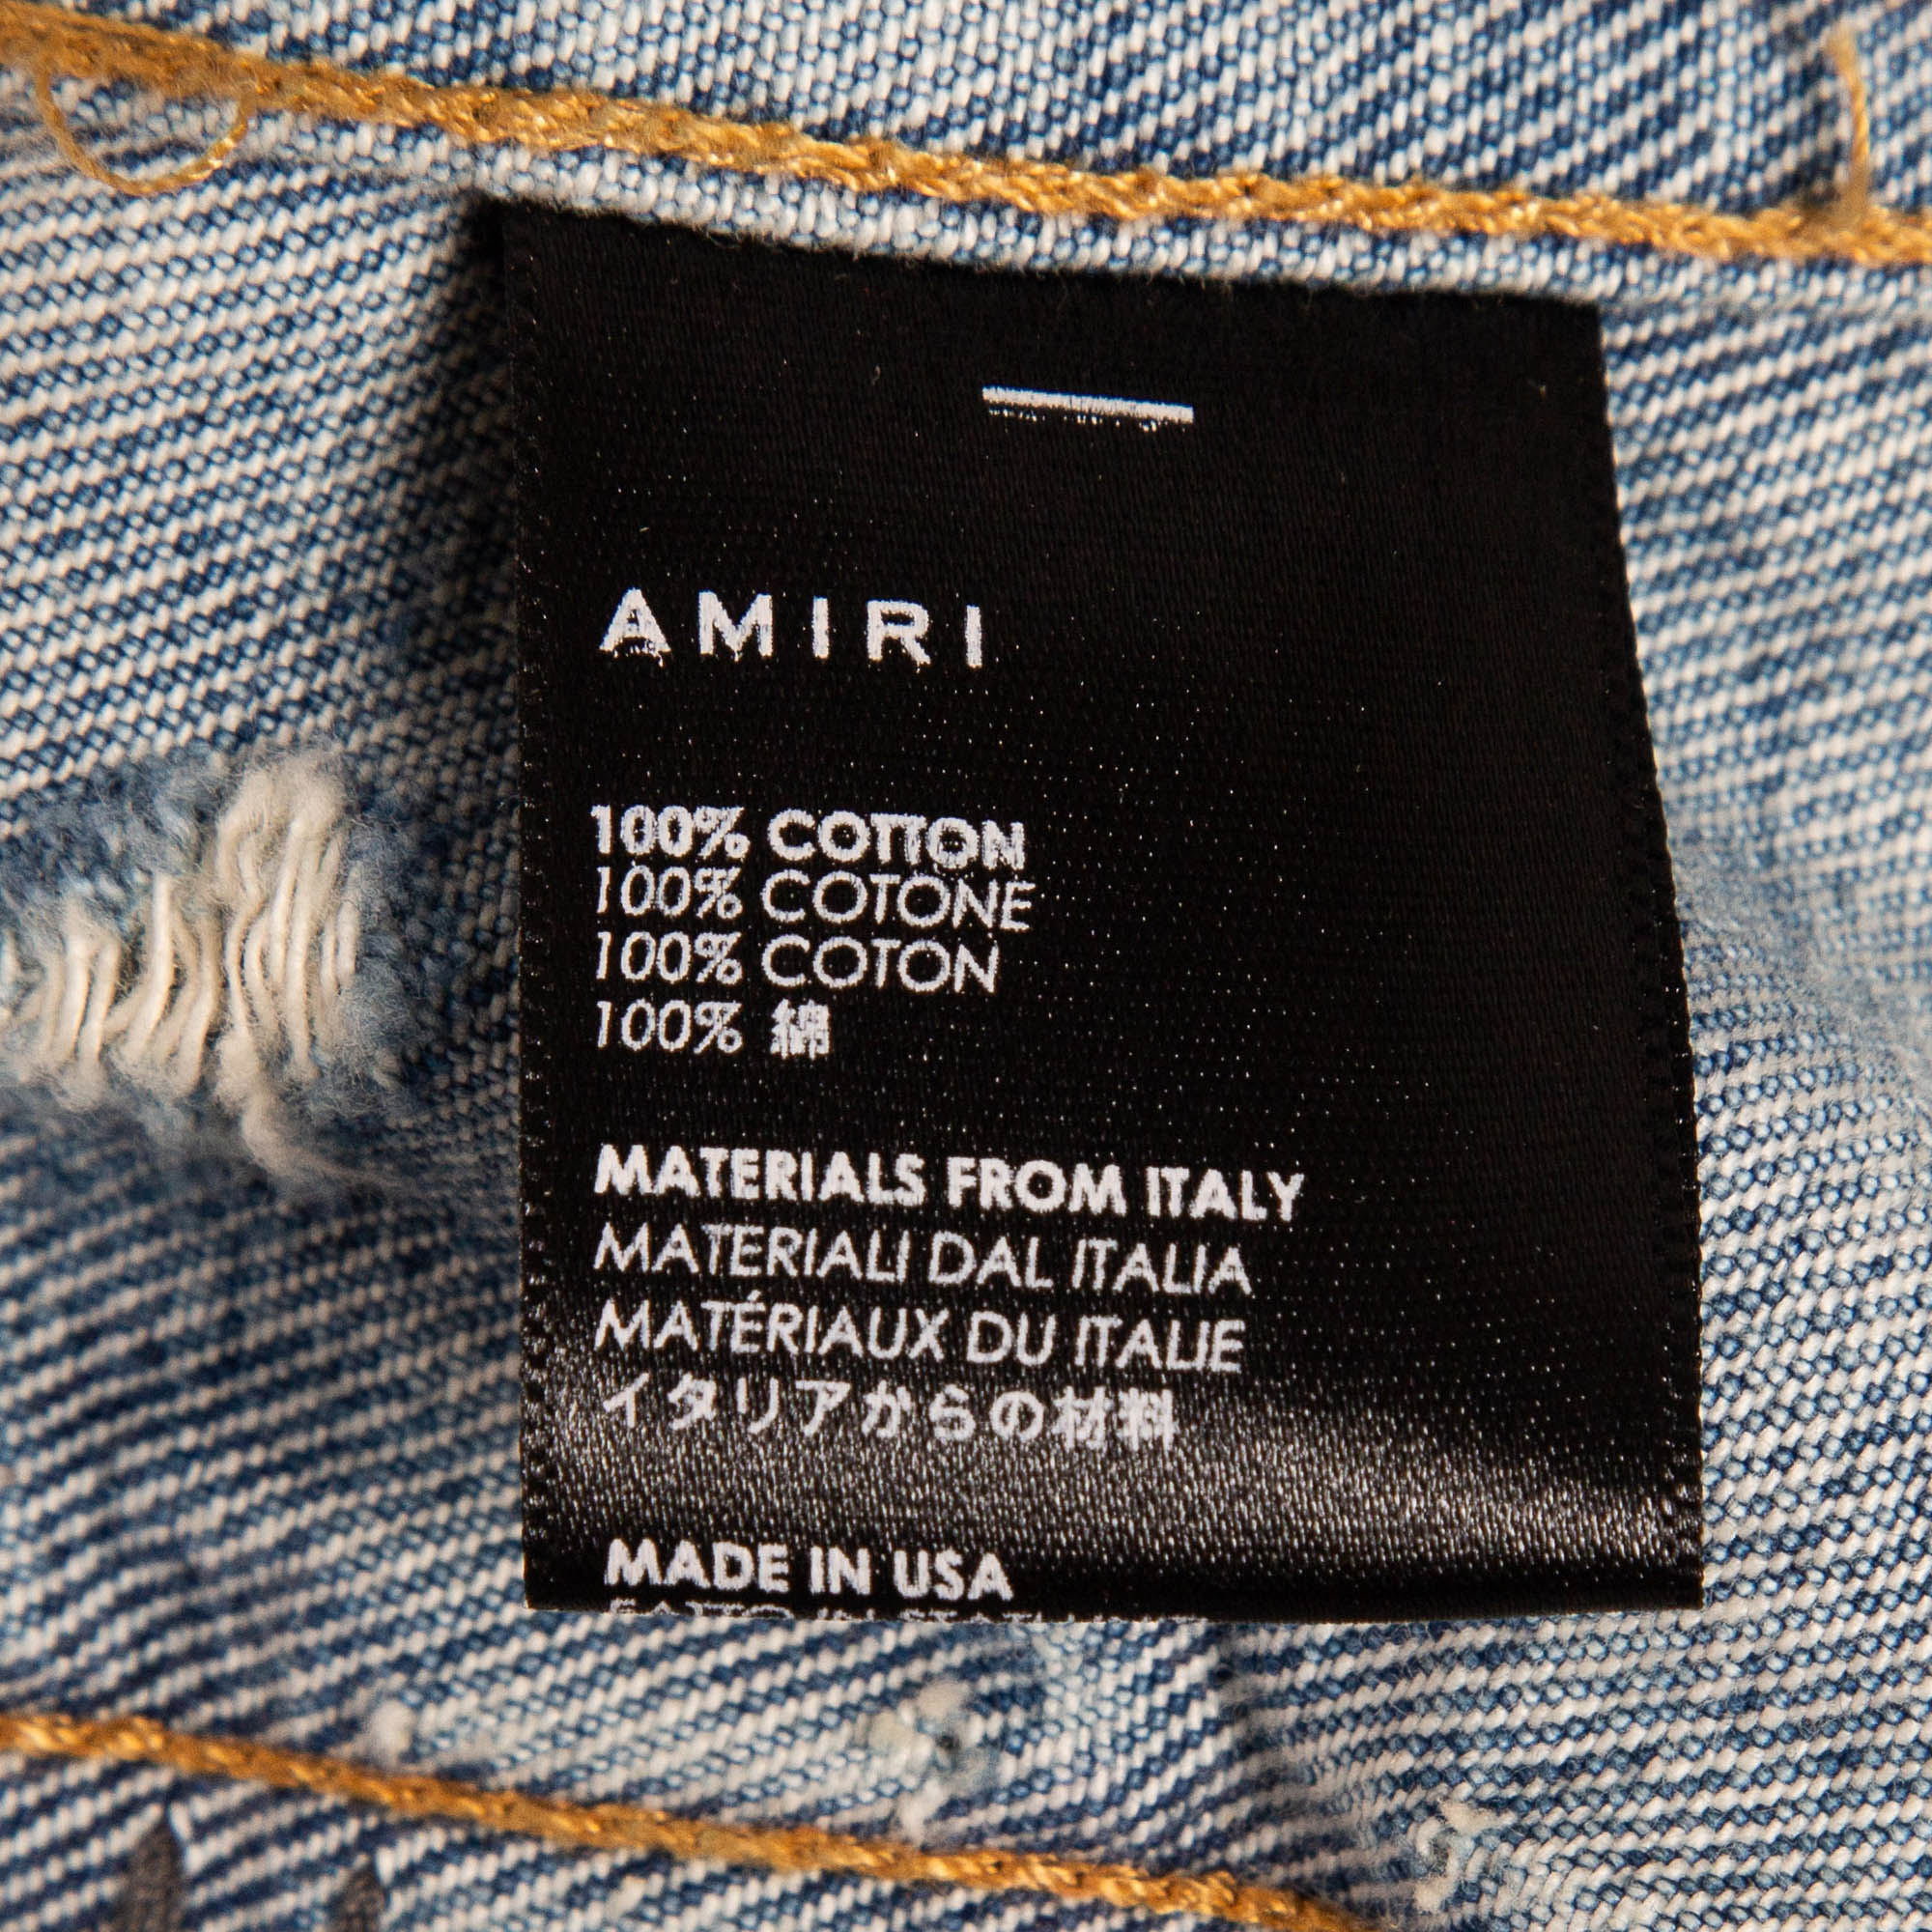 AMIRI
100% COTTON
100% COTONE
100% COTON
100% 綿
MATERIALS FROM ITALY
MATERIALI DAL ITALIA
MATÉRIAUX DU ITALIE
イタリアからの材料
MADE IN USA